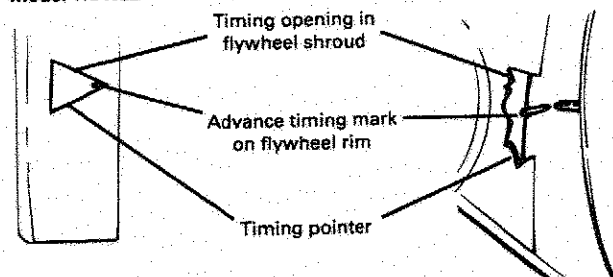 Timing opening in
flywheel shroud
Advance timing mark
on flywheel rim
Timing pointer